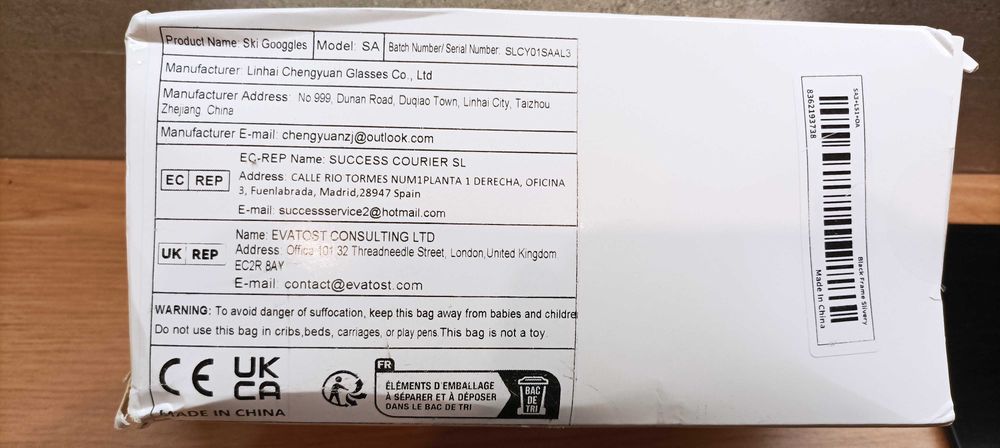 Product Name: Ski Googgles Model: SA Batch Number/ Serial Number: SLCY01SAAL3
Manufacturer: Linhai Chengyuan Glasses Co., Ltd
Manufacturer Address: No 999, Dunan Road, Duqiao Town, Linhai City, Taizhou
Zhejiang China
Manufacturer E-mail: chengyuanzj@outlook.com
EC REP
EC-REP Name: SUCCESS COURIER SL
Address: CALLE RIO TORMES NUM1PLANTA 1 DERECHA, OFICINA
3, Fuenlabrada, Madrid,28947 Spain
E-mail: successservice2@hotmail.com
UK REP
Name: EVATOST CONSULTING LTD
Address: Office 101 32 Threadneedle Street, London,United Kingdom
EC2R 8AY
E-mail: contact@evatost.com
WARNING: To avoid danger of suffocation, keep this bag away from babies and children
Do not use this bag in cribs,beds, carriages, or play pens.This bag is not a toy.
CE UK
CA
MADE IN CHINA
FR
ÉLÉMENTS D'EMBALLAGE
À SÉPARER ET À DÉPOSER
DANS LE BAC DE TRI
BAC
DE
TRI
8362193738
Black Frame Slivery
Made In China